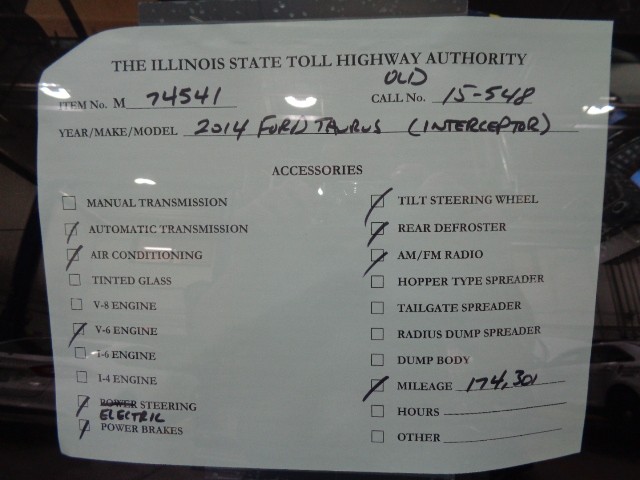 THE ILLINOIS STATE TOLL HIGHWAY AUTHORITY
OLD
ITEM No. M 74541 CALL No. 15-548
YEAR/MAKE/MODEL 2014 FORD TAURUS (INTERCEPTOR)
ACCESSORIES
MANUAL TRANSMISSION
AUTOMATIC TRANSMISSION
AIR CONDITIONING
TINTED GLASS
V-8 ENGINE
V-6 ENGINE
I-6 ENGINE
I-4 ENGINE
POWER STEERING
ELECTRIC
POWER BRAKES
TILT STEERING WHEEL
REAR DEFROSTER
AM/FM RADIO
HOPPER TYPE SPREADER
TAILGATE SPREADER
RADIUS DUMP SPREADER
DUMP BODY
MILEAGE 174,301
HOURS
OTHER